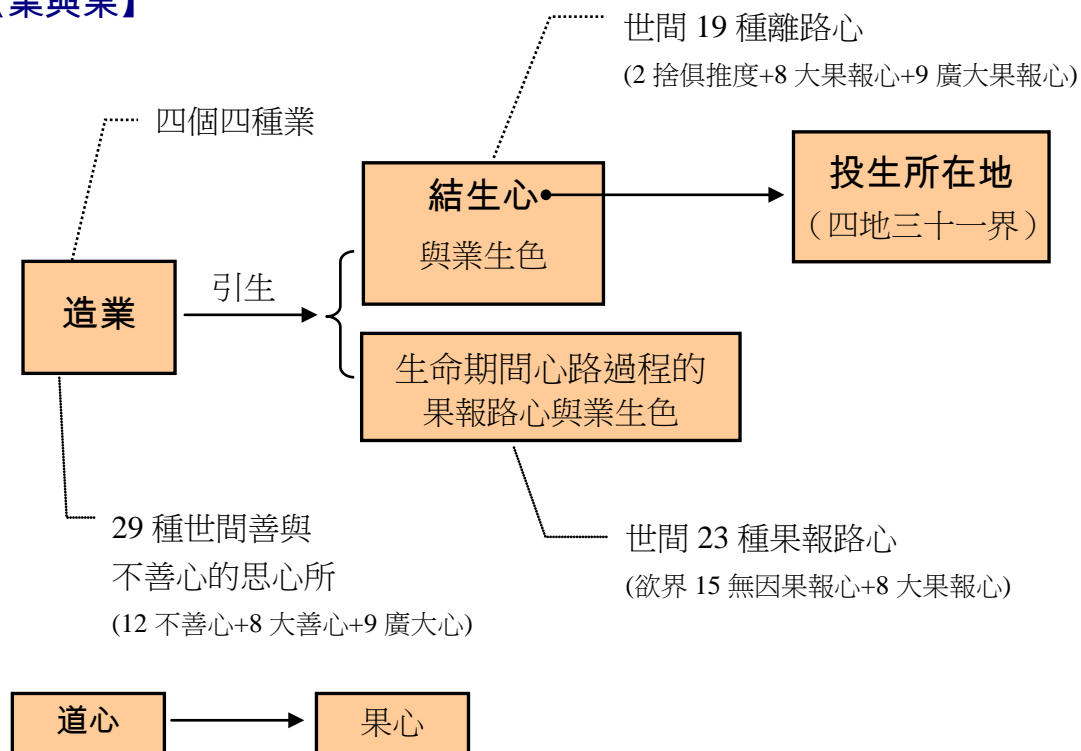 【業與業】
世間 19 種離路心
(2 捨俱推度+8 大果報心+9 廣大果報心)
四個四種業
結生心
與業生色
投生所在地
（四地三十一界）
造業
引生
生命期間心路過程的
果報路心與業生色
29 種世間善與
不善心的思心所
(12 不善心+8 大善心+9 廣大心)
世間 23 種果報路心
(欲界 15 無因果報心+8 大果報心)
道心
果心